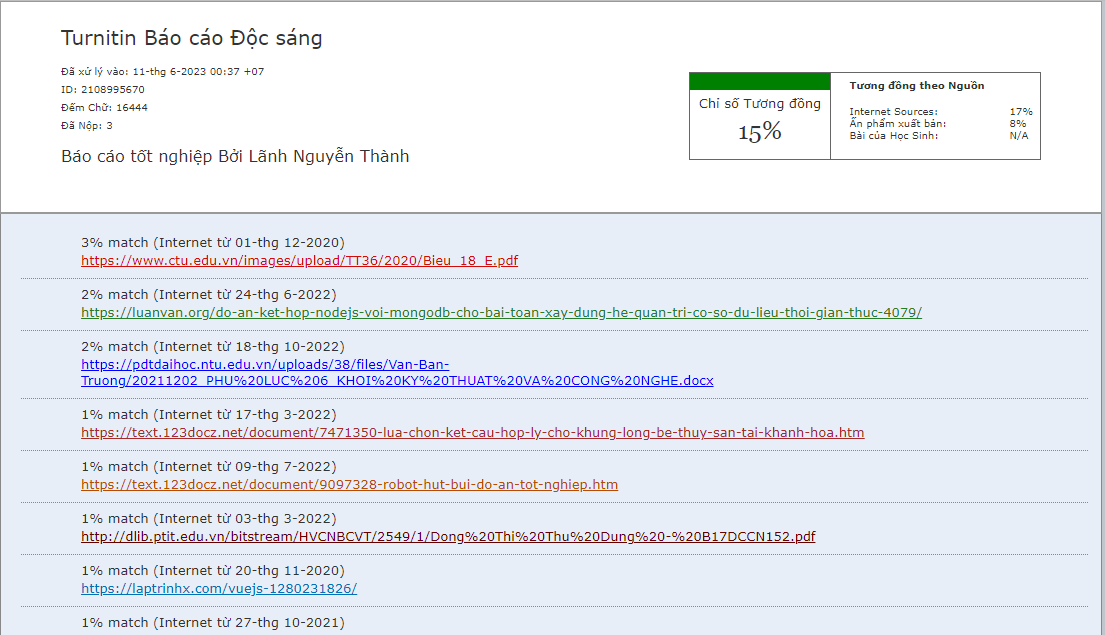 Turnitin Báo cáo Độc sáng
Đã xử lý vào: 11-thg 6-2023 00:37 +07
ID: 2108995670
Đếm Chữ: 16444
Đã Nộp: 3
Báo cáo tốt nghiệp Bởi Lãnh Nguyễn Thành
Chỉ số Tương đồng
15%
Tương đồng theo Nguồn
Internet Sources: 17%
Ấn phẩm xuất bản: 8%
Bài của Học Sinh: N/A
3% match (Internet từ 01-thg 12-2020)
https://www.ctu.edu.vn/images/upload/TT36/2020/Bieu_18_E.pdf
2% match (Internet từ 24-thg 6-2022)
https://luanvan.org/do-an-ket-hop-nodejs-voi-mongodb-cho-bai-toan-xay-dung-he-quan-tri-co-so-du-lieu-thoi-gian-thuc-4079/
2% match (Internet từ 18-thg 10-2022)
https://pdtdaihoc.ntu.edu.vn/uploads/38/files/Van-Ban-
Truong/20211202_PHU%20LUC%206_KHOI%20KY%20THUAT%20VA%20CONG%20NGHE.docx
1% match (Internet từ 17-thg 3-2022)
https://text.123docz.net/document/7471350-lua-chon-ket-cau-hop-ly-cho-khung-long-be-thuy-san-tai-khanh-hoa.htm
1% match (Internet từ 09-thg 7-2022)
https://text.123docz.net/document/9097328-robot-hut-bui-do-an-tot-nghiep.htm
1% match (Internet từ 03-thg 3-2022)
http://dlib.ptit.edu.vn/bitstream/HVCNBCVT/2549/1/Dong%20Thi%20Thu%20Dung%20-%20B17DCCN152.pdf
1% match (Internet từ 20-thg 11-2020)
https://laptrinhx.com/vuejs-1280231826/
1% match (Internet từ 27-thg 10-2021)